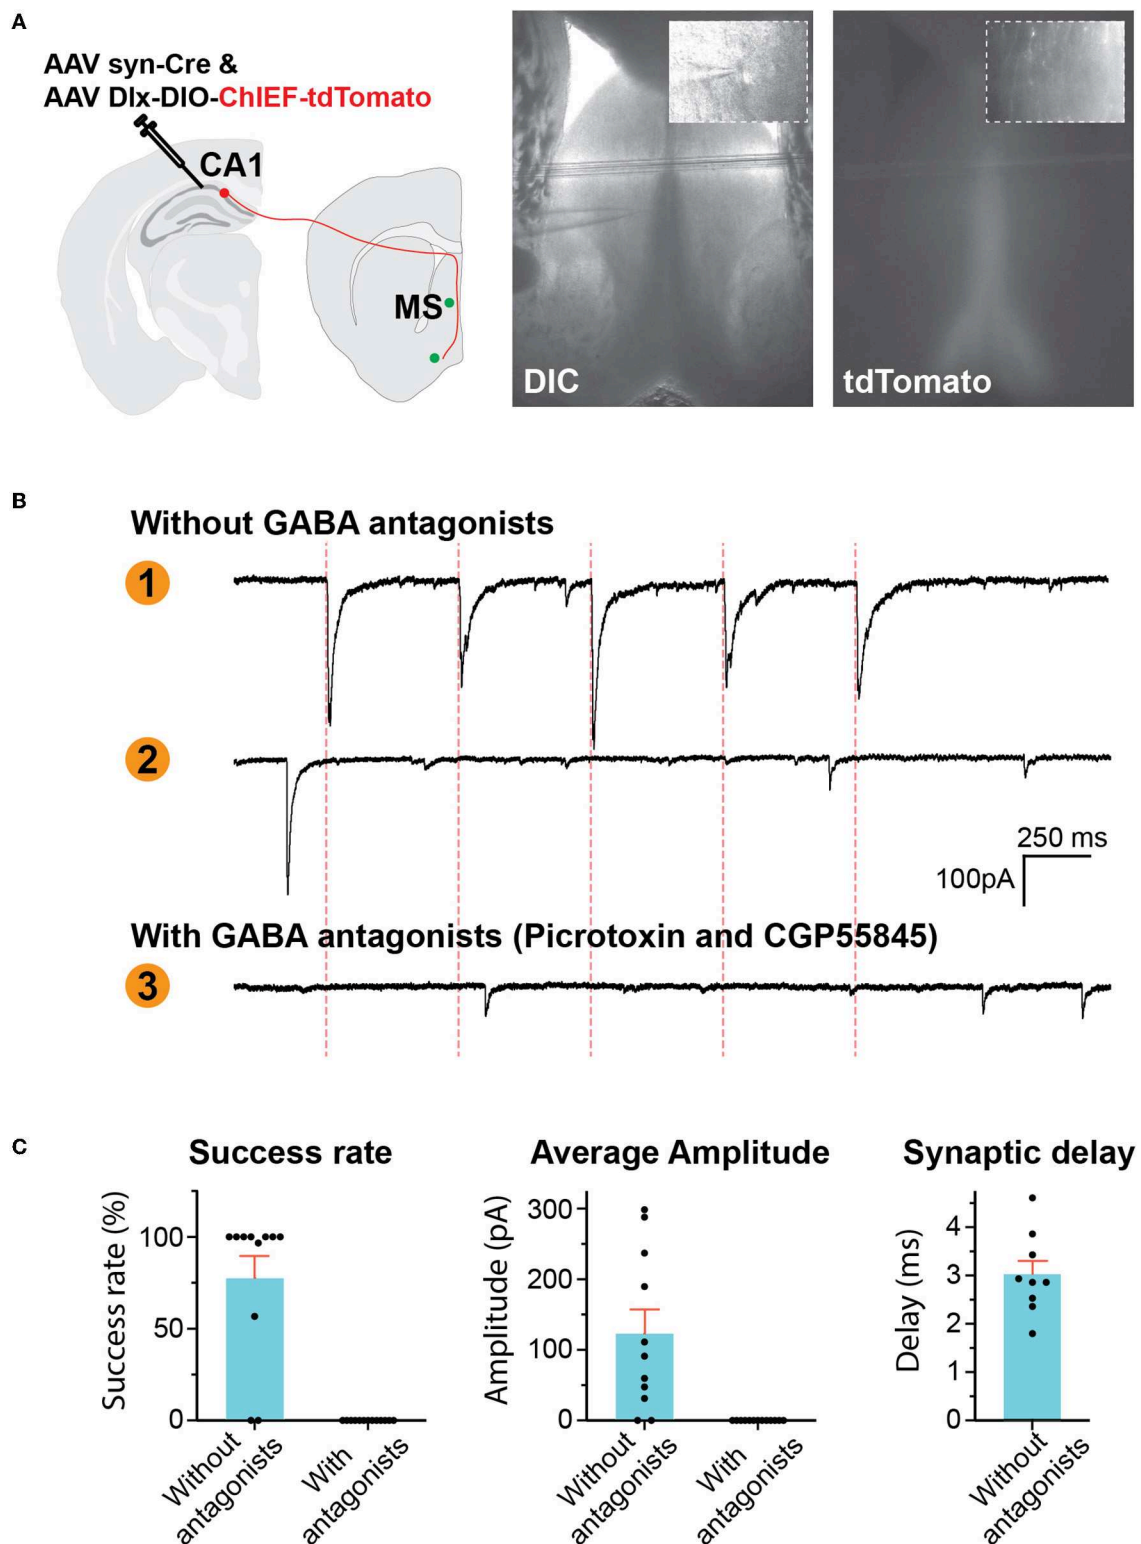 A
AAV syn-Cre &
AAV Dlx-DIO-ChIEF-tdTomato
CA1
MS
DIC
tdTomato
B
Without GABA antagonists
1
2
250 ms
100pA
With GABA antagonists (Picrotoxin and CGP55845)
3
C
Success rate
Success rate (%)
100
50
0
Without antagonists
With antagonists
Average Amplitude
Amplitude (pA)
300
200
100
0
Without antagonists
With antagonists
Synaptic delay
Delay (ms)
4
3
2
1
0
Without antagonists